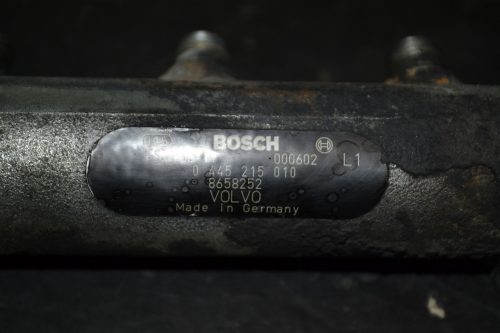 BOSCH
000602 L1
0 445 215 010
8658252
VOLVO
Made in Germany